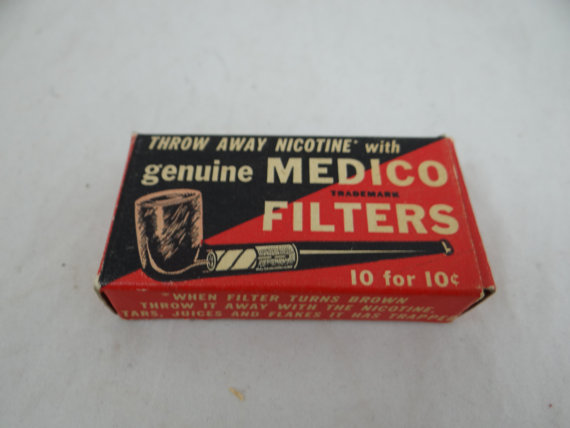 THROW AWAY NICOTINE* with
genuine MEDICO
TRADEMARK
FILTERS
10 for 10¢
*WHEN FILTER TURNS BROWN
THROW IT AWAY WITH THE NICOTINE,
TARS, JUICES AND FLAKES IT HAS TRAPPED